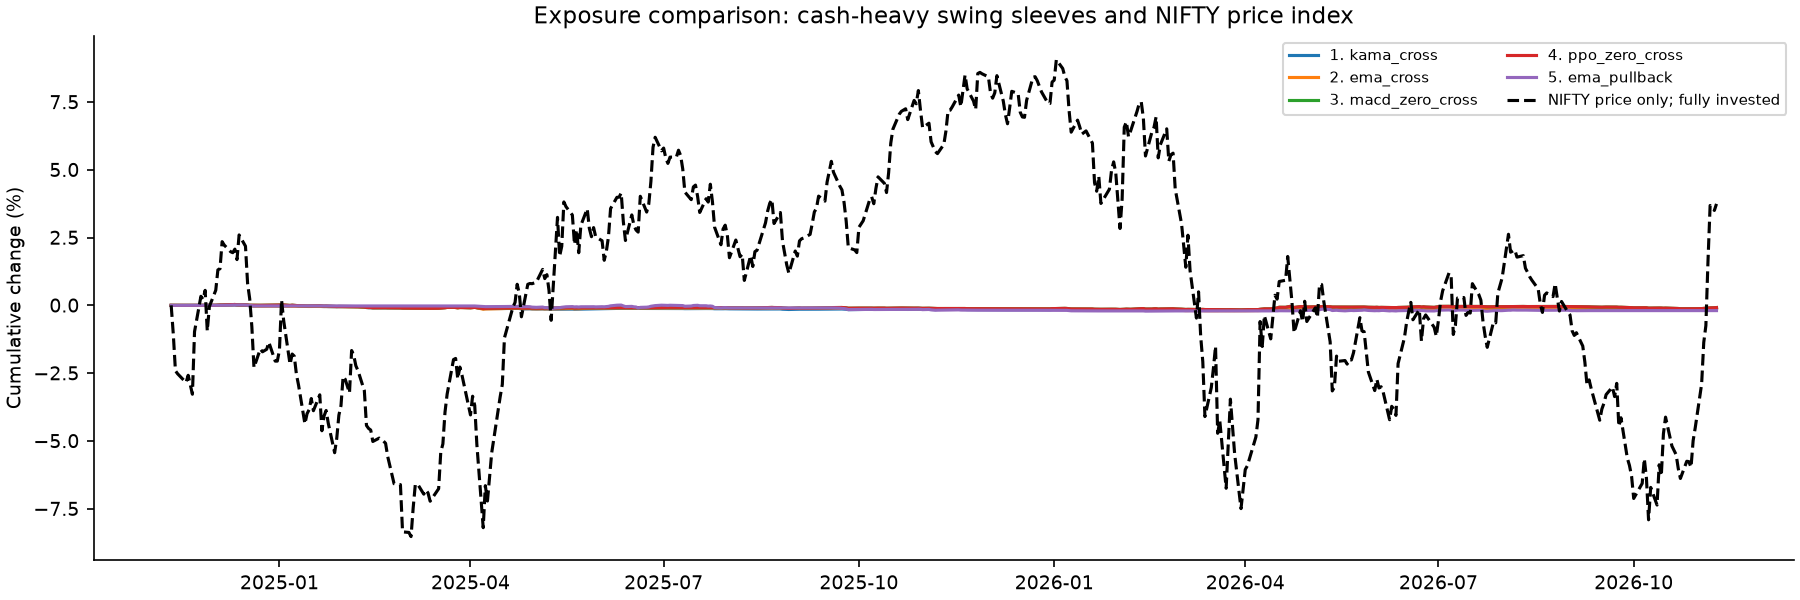 Exposure comparison: cash-heavy swing sleeves and NIFTY price index
1. kama_cross
2. ema_cross
3. macd_zero_cross
4. ppo_zero_cross
5. ema_pullback
NIFTY price only; fully invested
Cumulative change (%)
7.5
5.0
2.5
0.0
−2.5
−5.0
−7.5
2025-01
2025-04
2025-07
2025-10
2026-01
2026-04
2026-07
2026-10